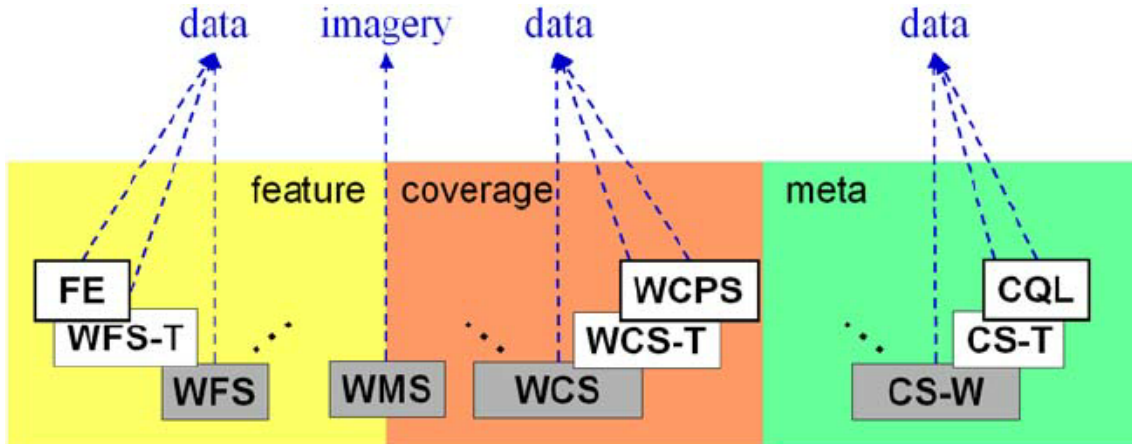 data imagery data data
feature coverage meta
FE WCPS CQL
WFS-T WCS-T CS-T
WFS WMS WCS CS-W